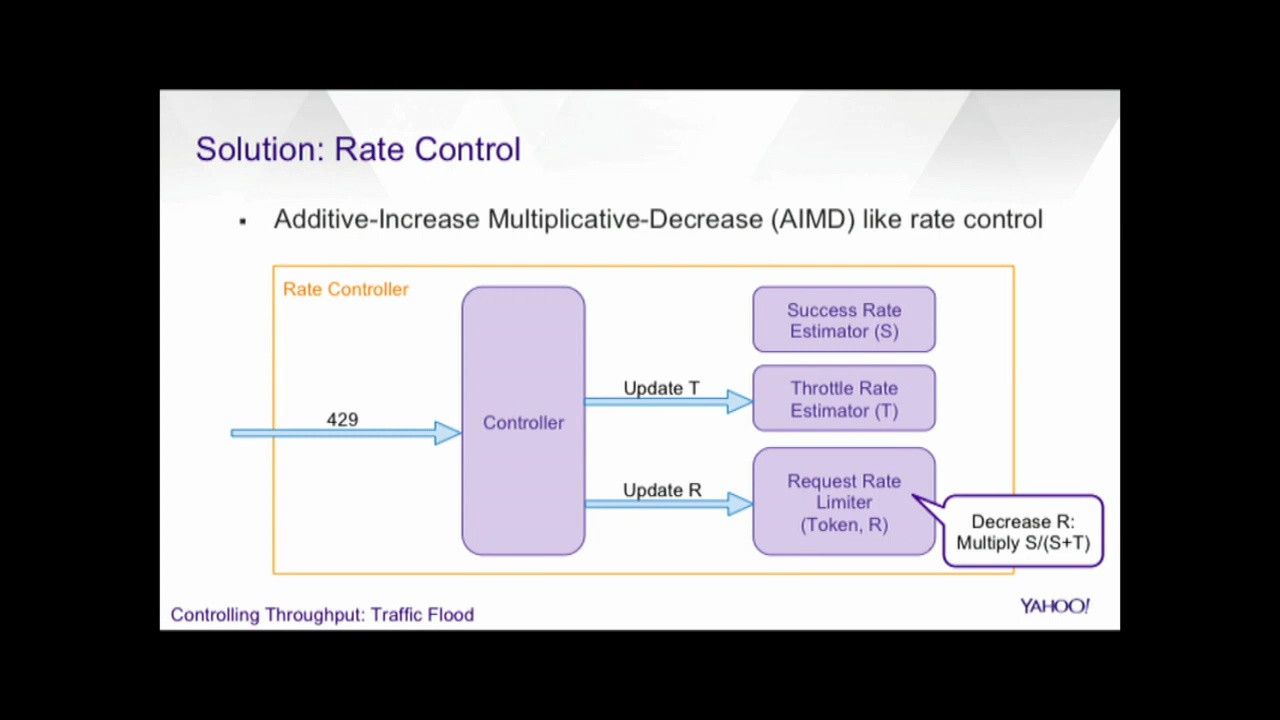 Solution: Rate Control
▪ Additive-Increase Multiplicative-Decrease (AIMD) like rate control
Rate Controller
429
Controller
Update T
Update R
Success Rate
Estimator (S)
Throttle Rate
Estimator (T)
Request Rate
Limiter
(Token, R)
Decrease R:
Multiply S/(S+T)
Controlling Throughput: Traffic Flood
YAHOO!